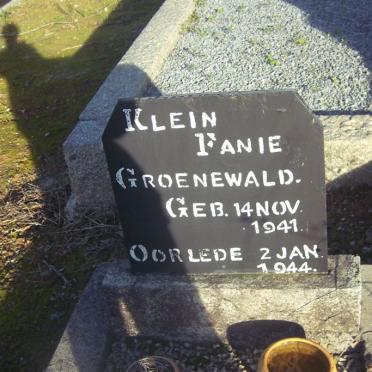 KLEIN
FANIE
GROENEWALD.
GEB. 14 NOV.
1941.
OORLEDE 2 JAN.
1944.